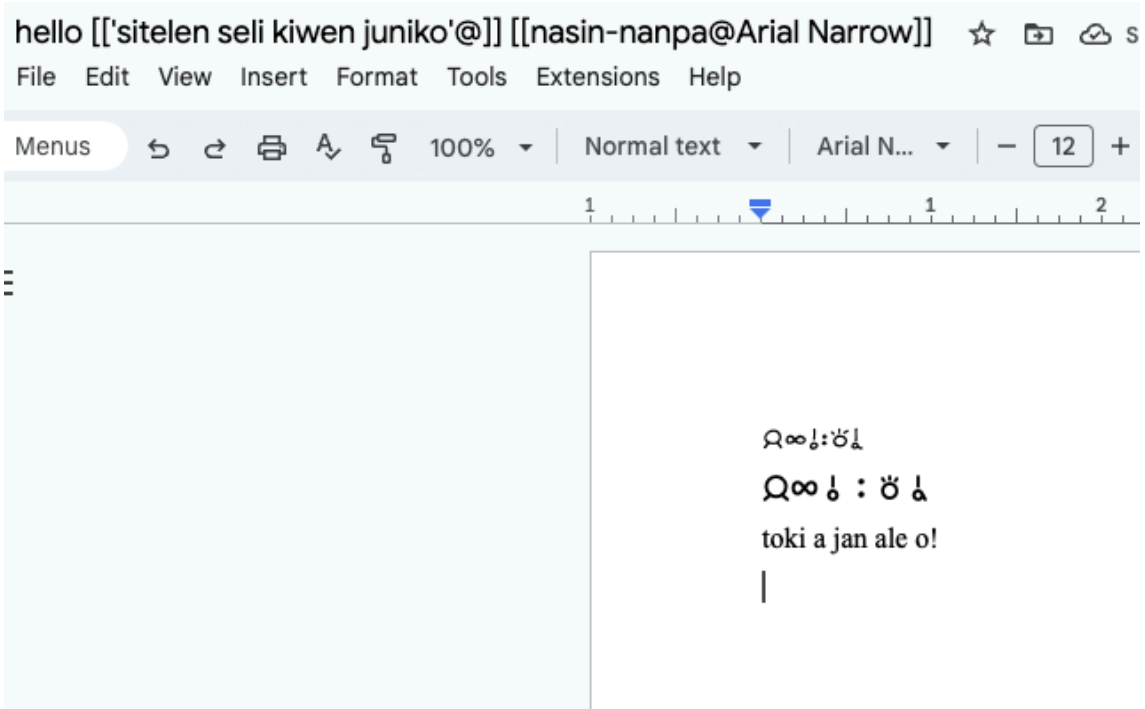 hello [['sitelen seli kiwen juniko'@]] [[nasin-nanpa@Arial Narrow]] S
File Edit View Insert Format Tools Extensions Help
Menus 100% Normal text Arial N... − 12 +
1 1 2
󱤑󱤄󱥄:󱥬󱤀
󱤑󱤄󱥄:󱥬󱤀
toki a jan ale o!